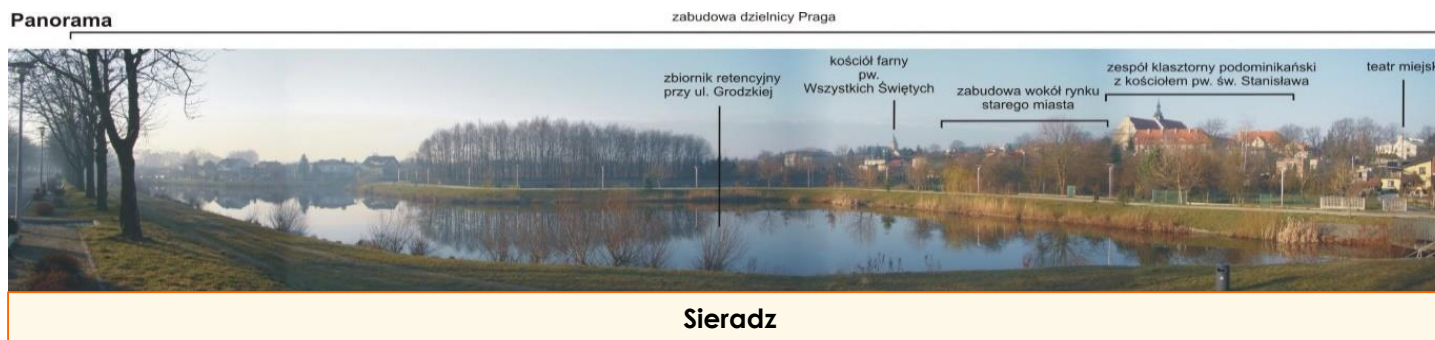 Panorama
zabudowa dzielnicy Praga
zbiornik retencyjny
przy ul. Grodzkiej
kościół farny
pw.
Wszystkich Świętych
zabudowa wokół rynku
starego miasta
zespół klasztorny podominikański
z kościołem pw. św. Stanisława
teatr miejsk
Sieradz